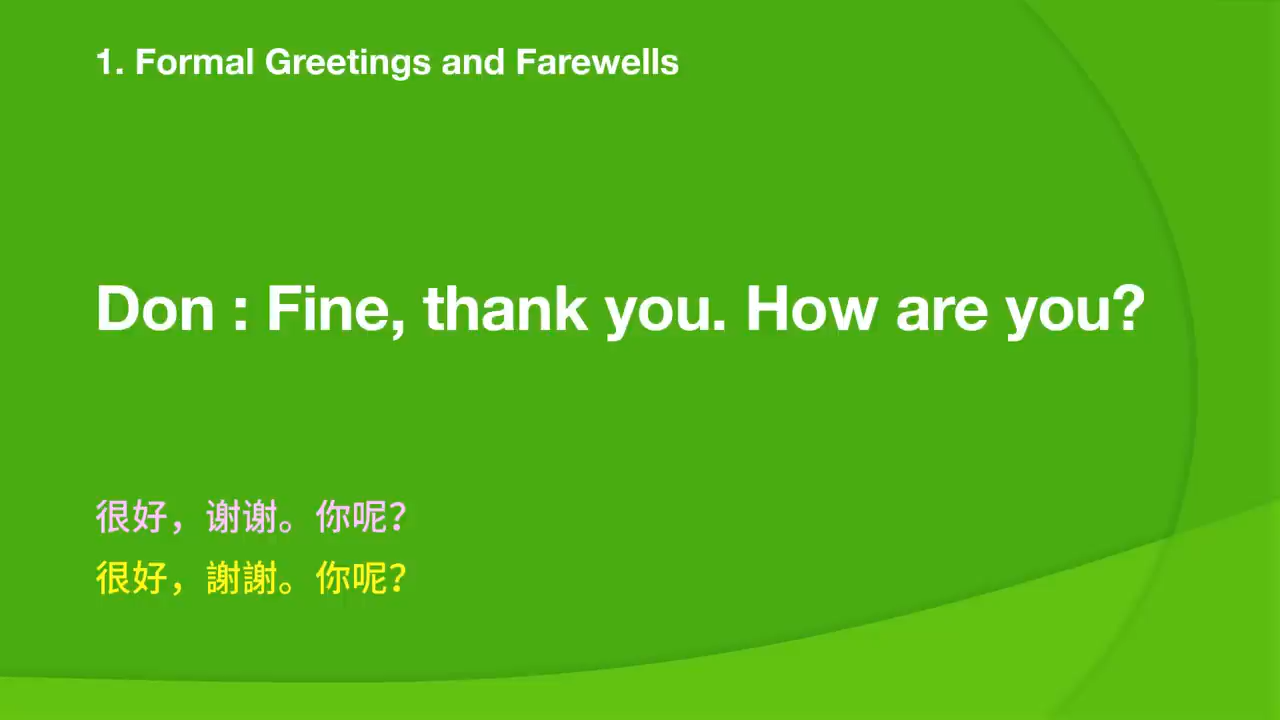 1. Formal Greetings and Farewells
Don : Fine, thank you. How are you?
很好，谢谢。你呢？
很好，謝謝。你呢？